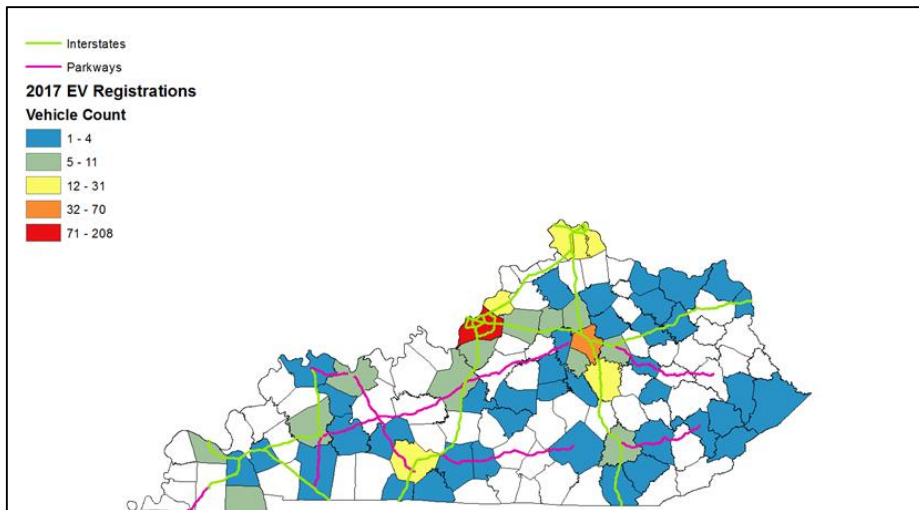 Interstates
Parkways
2017 EV Registrations
Vehicle Count
1 - 4
5 - 11
12 - 31
32 - 70
71 - 208